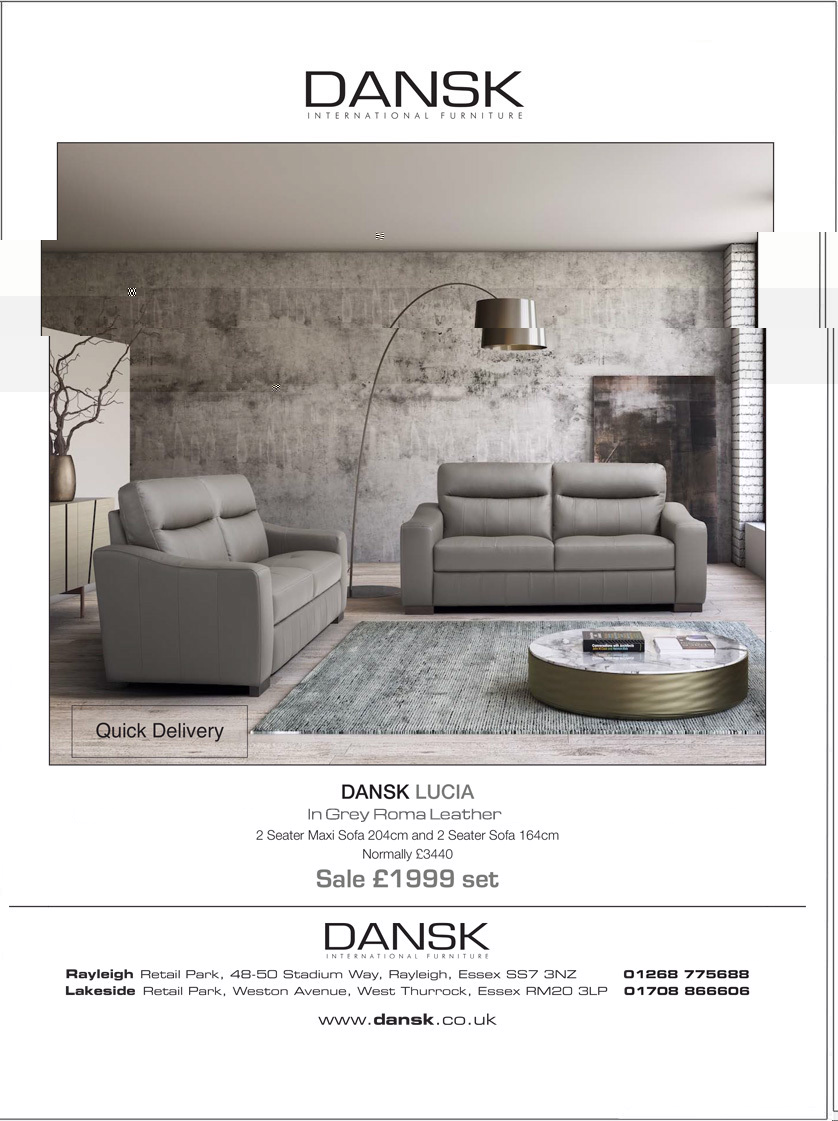 DANSK
INTERNATIONAL FURNITURE
Quick Delivery
DANSK LUCIA
In Grey Roma Leather
2 Seater Maxi Sofa 204cm and 2 Seater Sofa 164cm
Normally £3440
Sale £1999 set
DANSK
INTERNATIONAL FURNITURE
Rayleigh Retail Park, 48-50 Stadium Way, Rayleigh, Essex SS7 3NZ 01268 775688
Lakeside Retail Park, Weston Avenue, West Thurrock, Essex RM20 3LP 01708 866606
www.dansk.co.uk